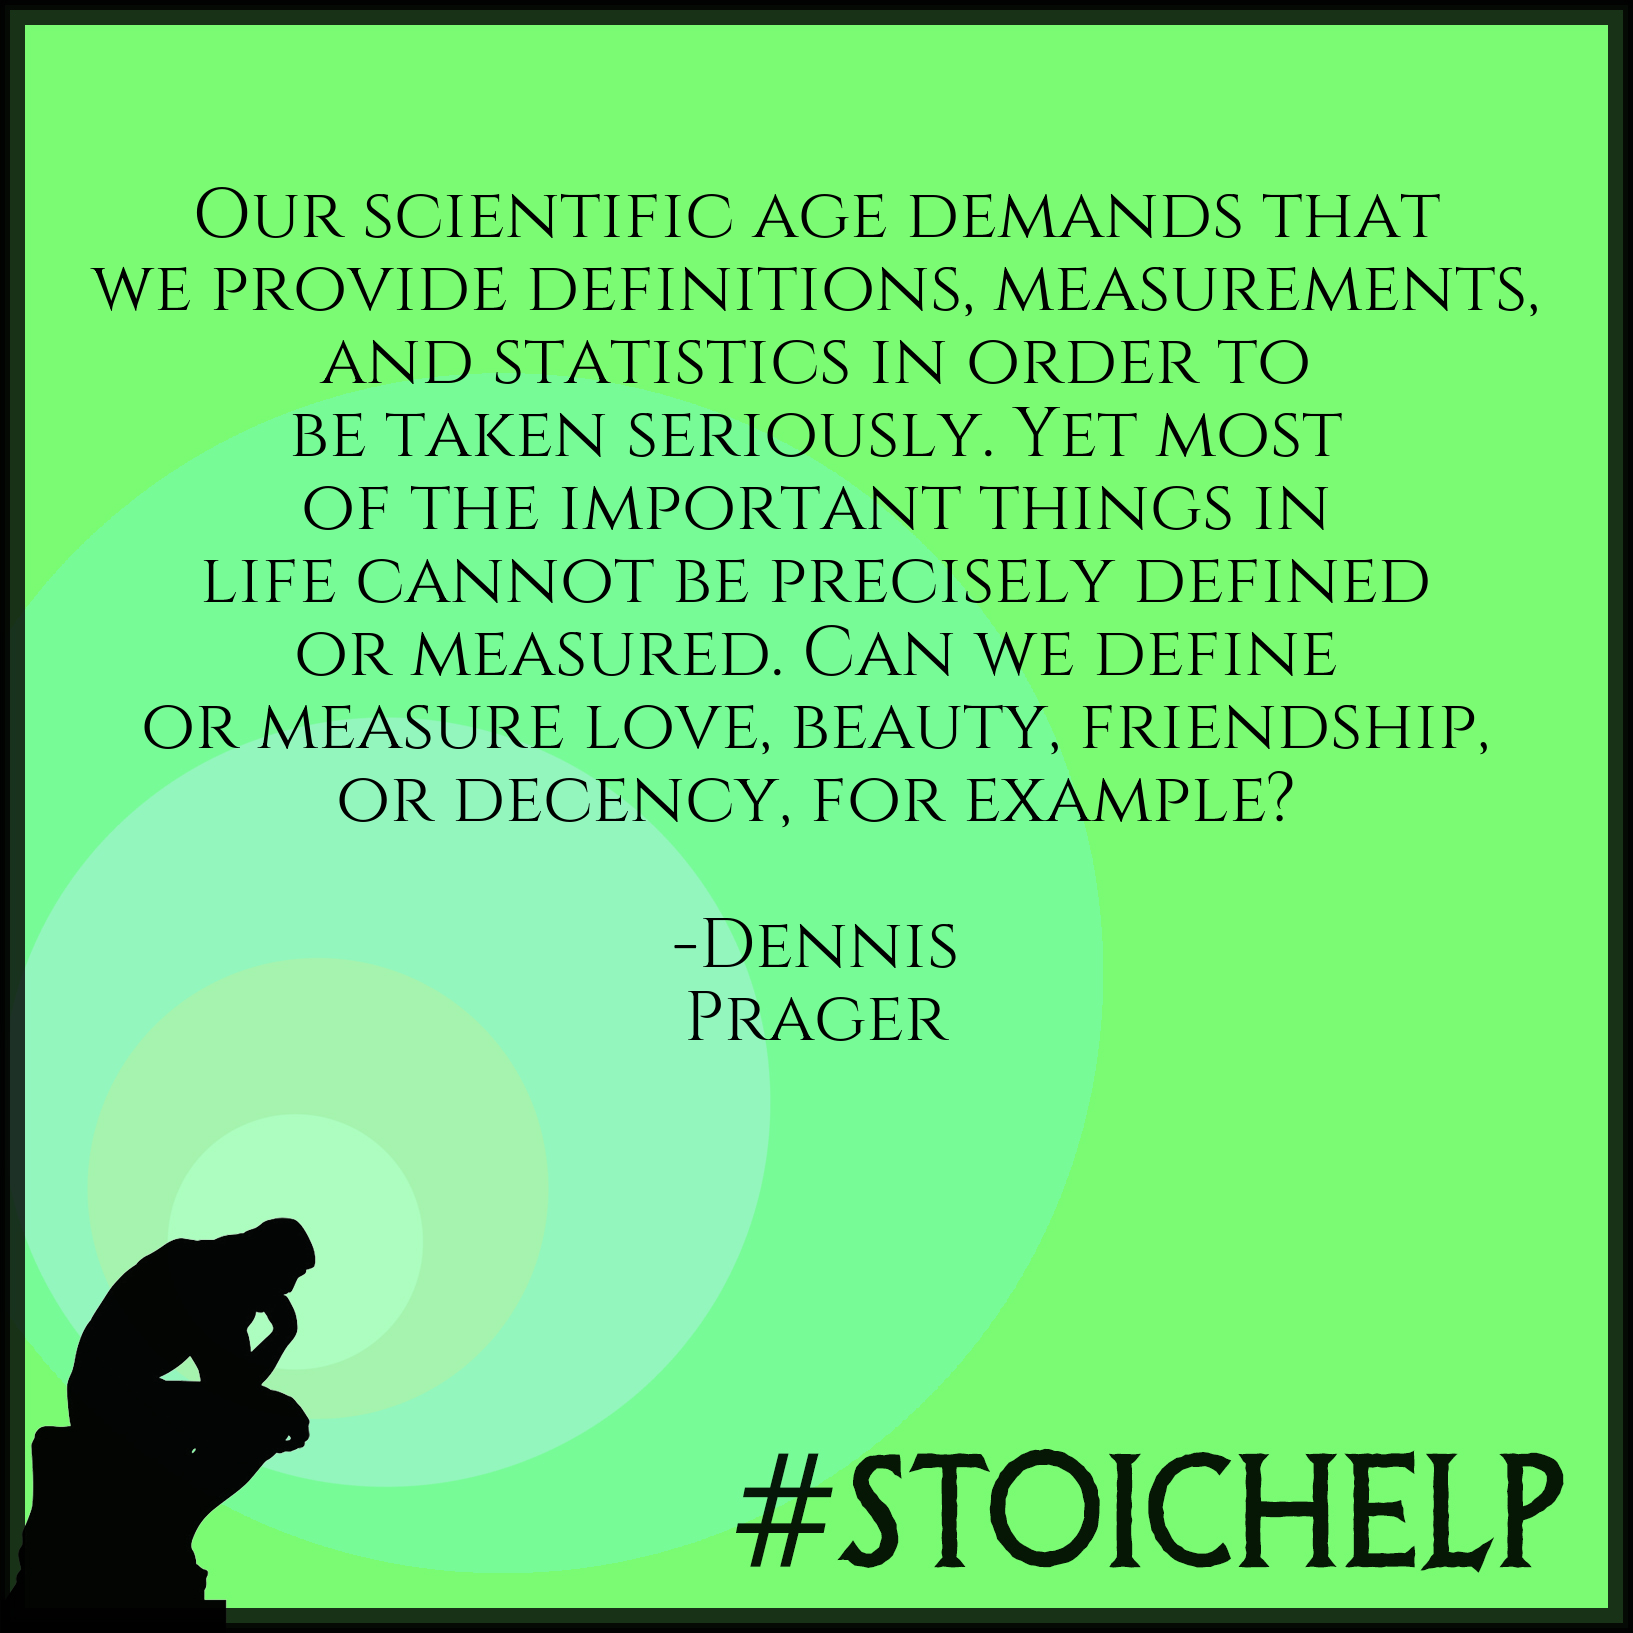 Our scientific age demands that
we provide definitions, measurements,
and statistics in order to
be taken seriously. Yet most
of the important things in
life cannot be precisely defined
or measured. Can we define
or measure love, beauty, friendship,
or decency, for example?
-Dennis
Prager
#STOICHELP